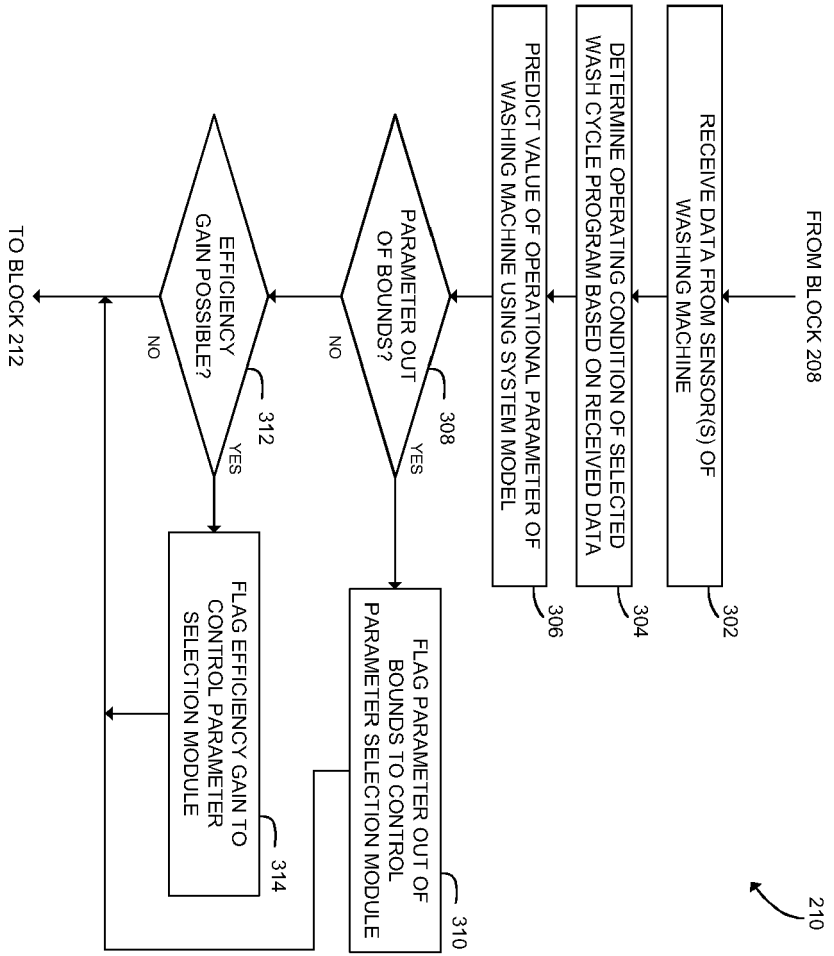 210
FROM BLOCK 208
RECEIVE DATA FROM SENSOR(S) OF
WASHING MACHINE
302
DETERMINE OPERATING CONDITION OF SELECTED
WASH CYCLE PROGRAM BASED ON RECEIVED DATA
304
PREDICT VALUE OF OPERATIONAL PARAMETER OF
WASHING MACHINE USING SYSTEM MODEL
306
PARAMETER OUT
OF BOUNDS?
308
YES
NO
FLAG PARAMETER OUT OF
BOUNDS TO CONTROL
PARAMETER SELECTION MODULE
310
EFFICIENCY
GAIN POSSIBLE?
312
YES
NO
FLAG EFFICIENCY GAIN TO
CONTROL PARAMETER
SELECTION MODULE
314
TO BLOCK 212